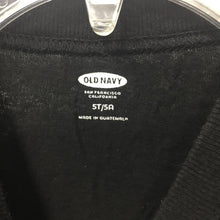 OLD NAVY
SAN FRANCISCO
CALIFORNIA
5T/5A
MADE IN GUATEMALA